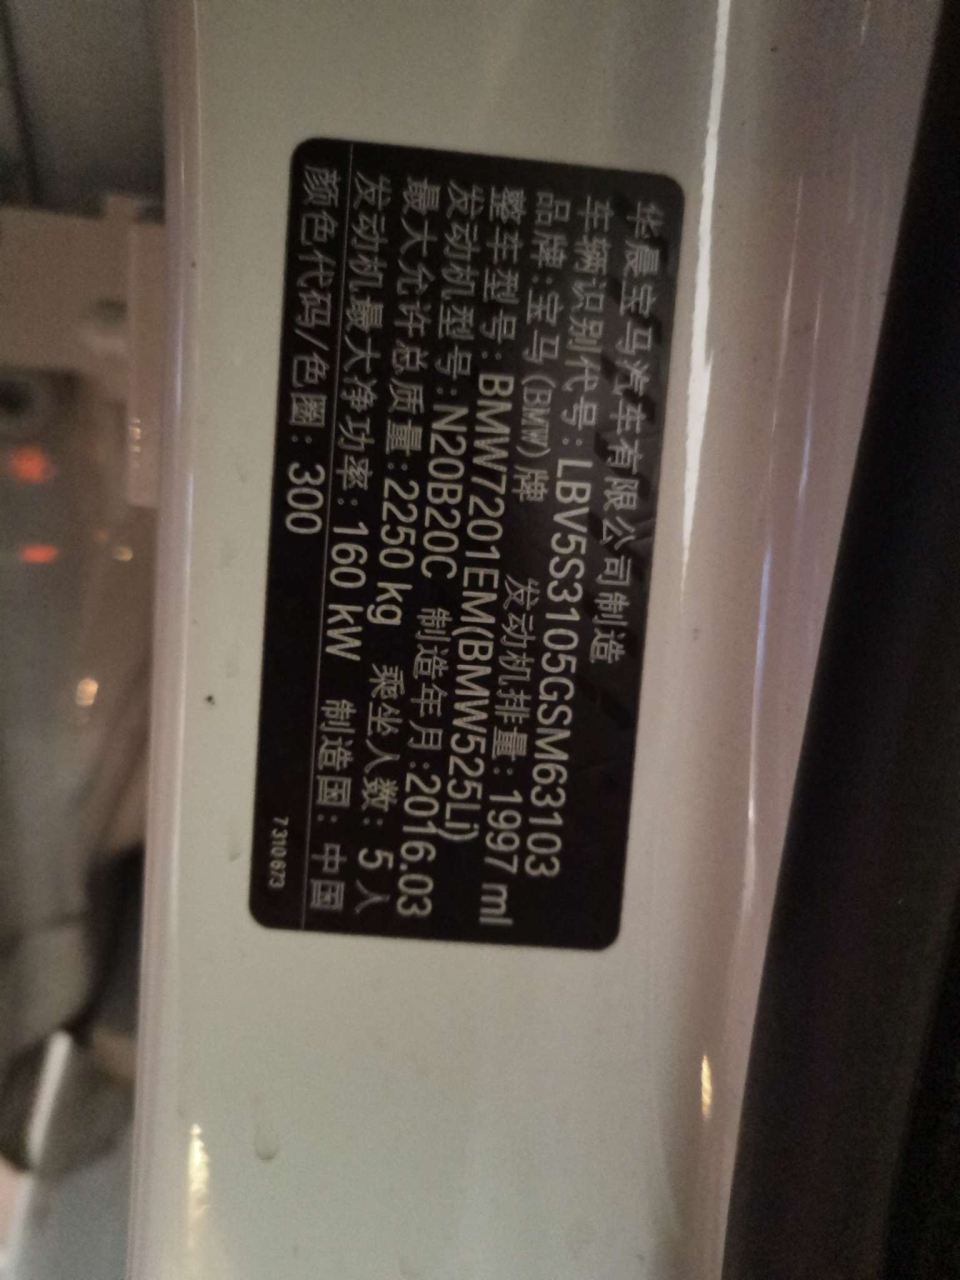 华晨宝马汽车有限公司制造
车辆识别代号:LBV5S3105GSM63103
品牌:宝马(BMW)牌 发动机排量:1997 ml
整车型号:BMW7201EM(BMW525Li)
发动机型号:N20B20C 制造年月:2016.03
最大允许总质量:2250 kg 乘坐人数:5人
发动机最大净功率:160 kW 制造国:中国
颜色代码/色圈:300
7 310 673